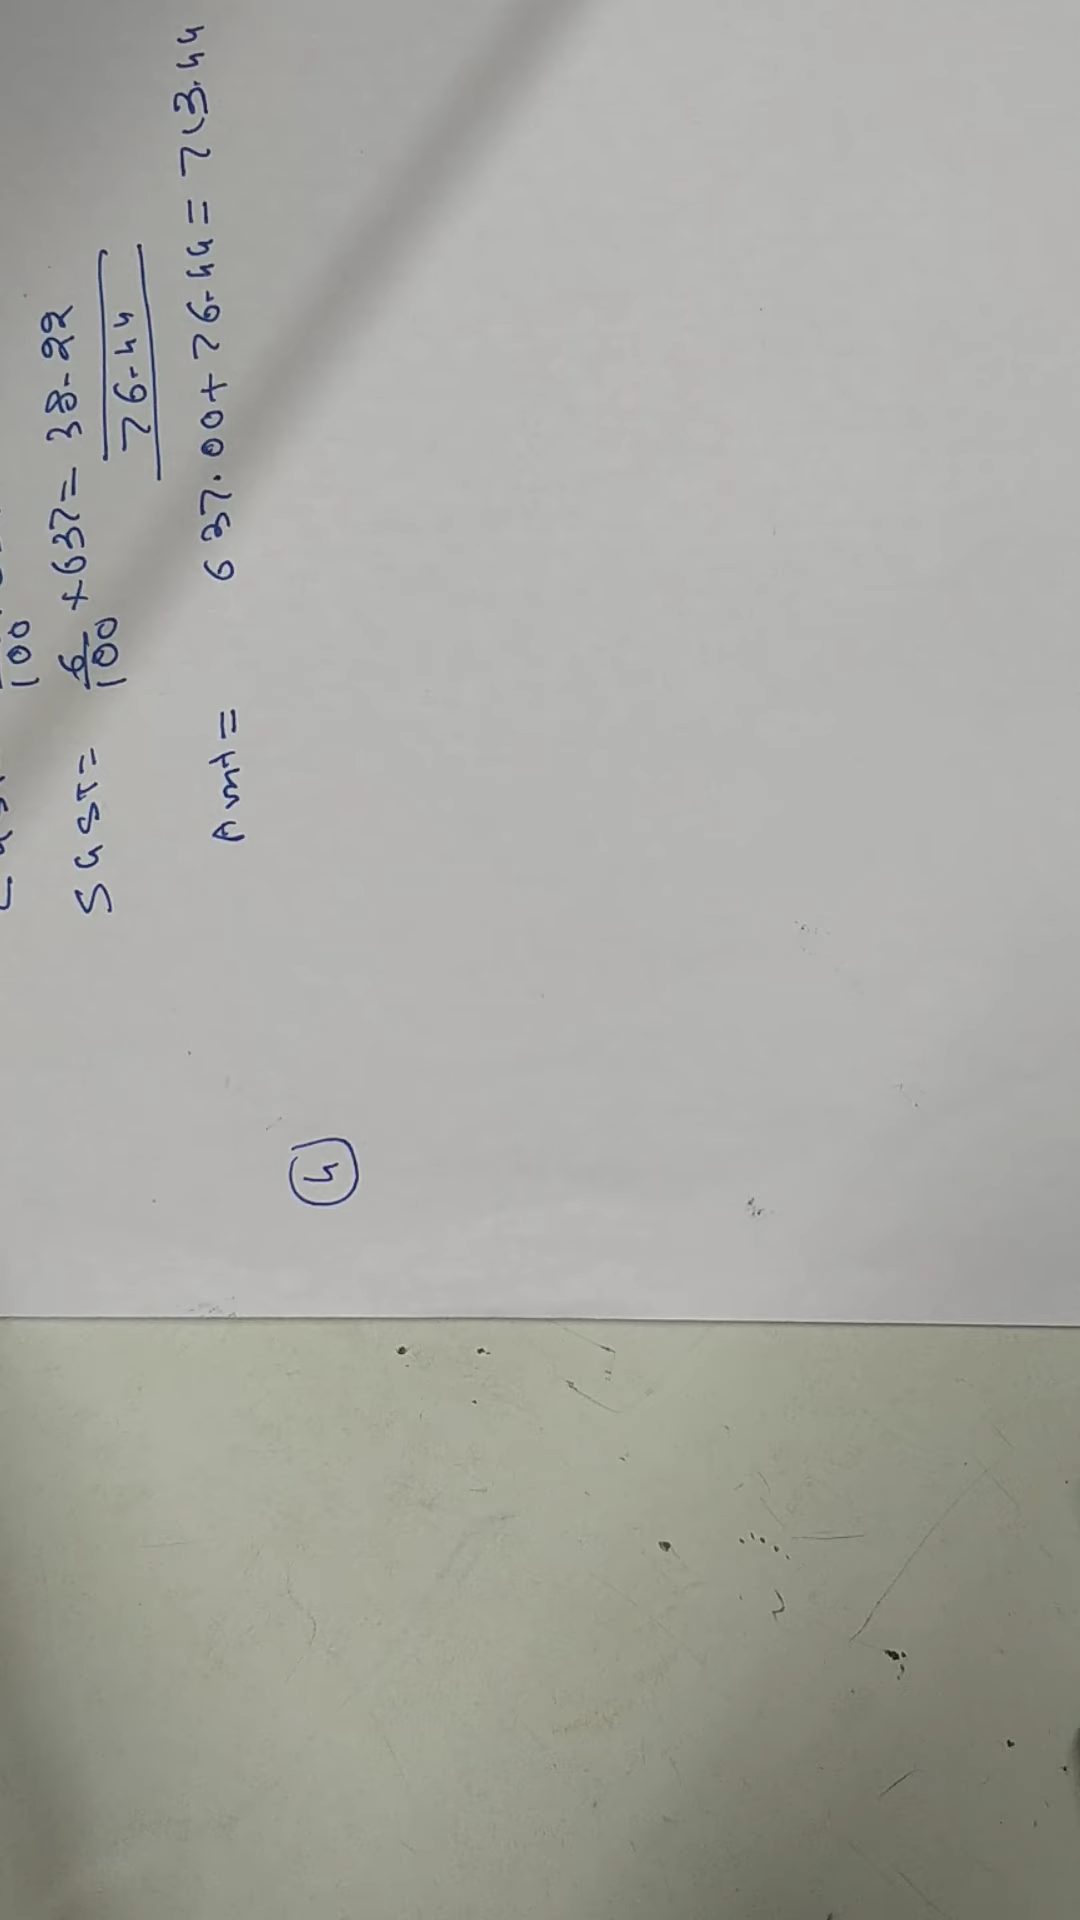 100
SGST = 6/100 × 637 = 38.22
76.44
Amt = 637.00 + 76.44 = 713.44
4